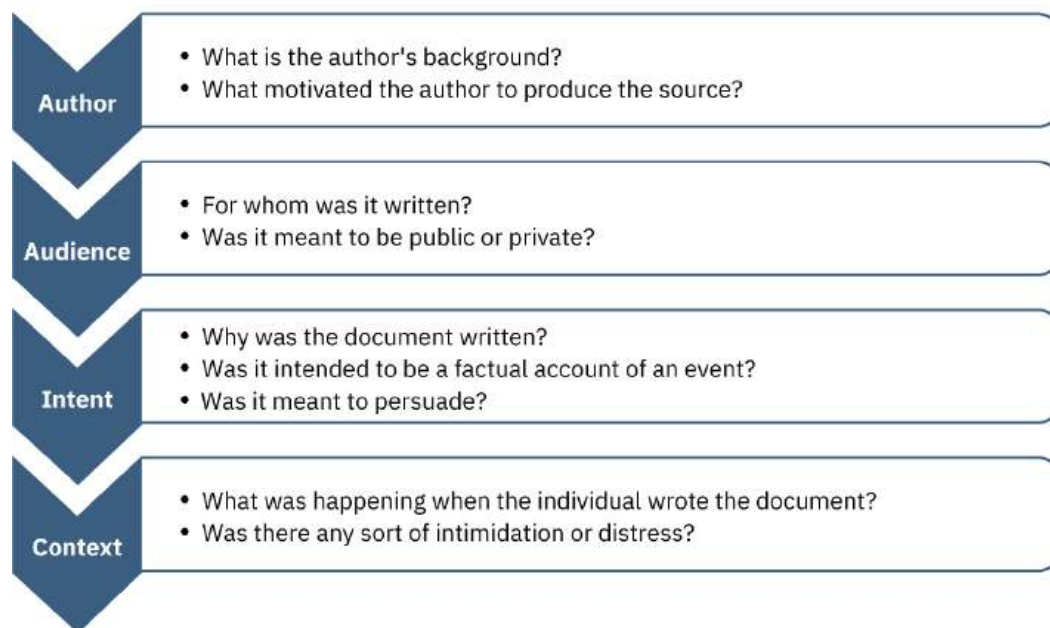 Author
• What is the author's background?
• What motivated the author to produce the source?
Audience
• For whom was it written?
• Was it meant to be public or private?
Intent
• Why was the document written?
• Was it intended to be a factual account of an event?
• Was it meant to persuade?
Context
• What was happening when the individual wrote the document?
• Was there any sort of intimidation or distress?